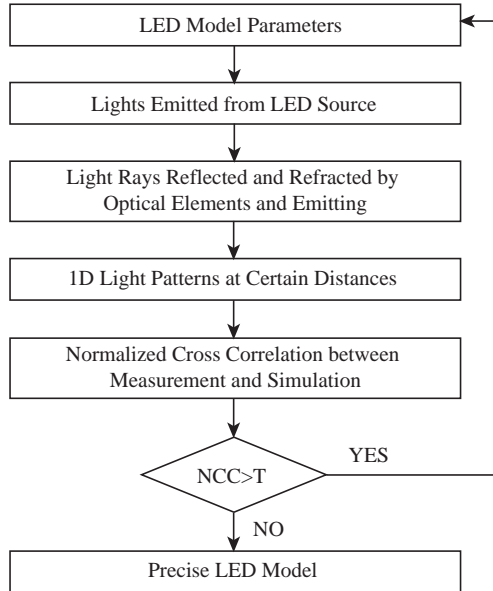 LED Model Parameters
Lights Emitted from LED Source
Light Rays Reflected and Refracted by
Optical Elements and Emitting
1D Light Patterns at Certain Distances
Normalized Cross Correlation between
Measurement and Simulation
NCC>T
YES
NO
Precise LED Model